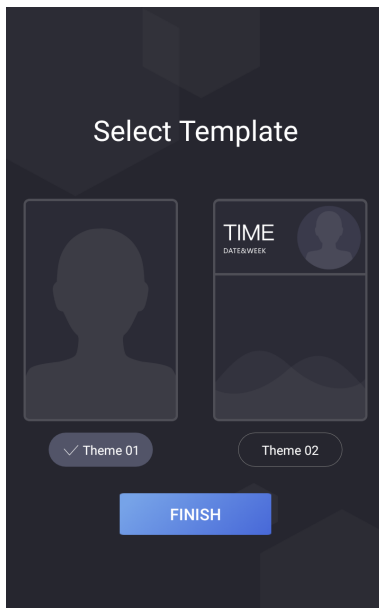 Select Template
TIME
DATE&WEEK
Theme 01
Theme 02
FINISH